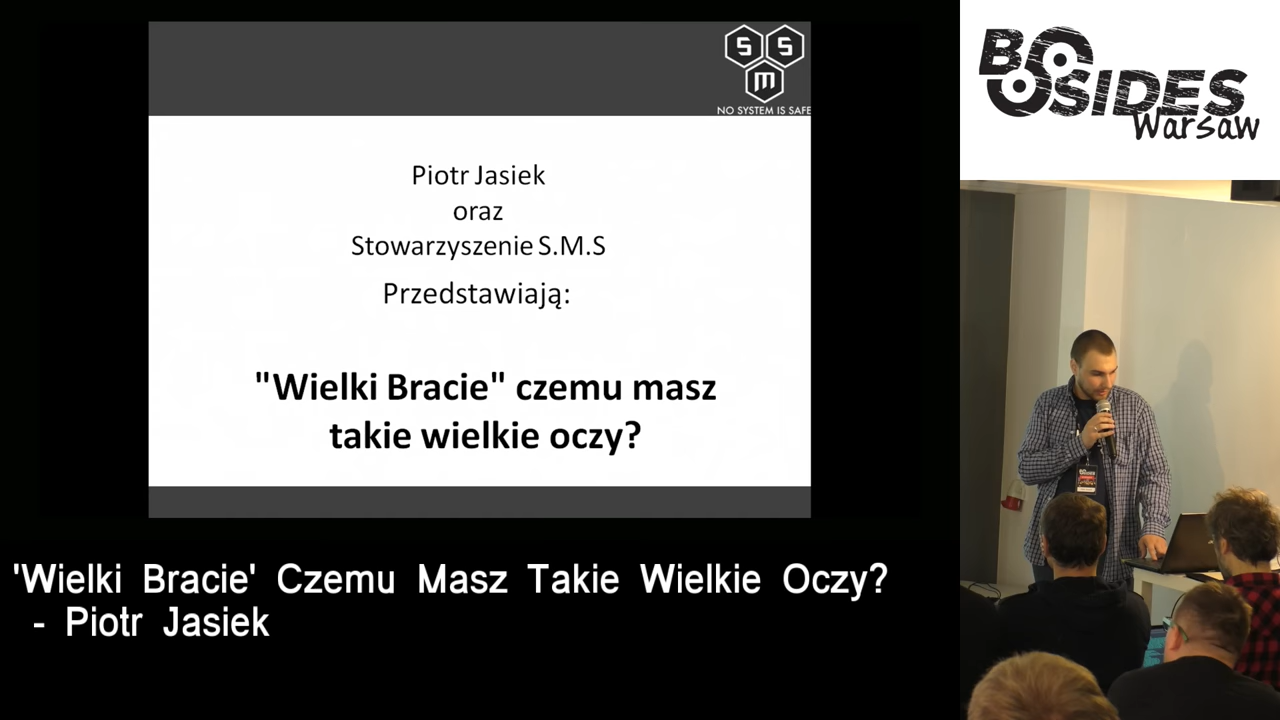 S S
M
NO SYSTEM IS SAFE
Piotr Jasiek
oraz
Stowarzyszenie S.M.S
Przedstawiają:
"Wielki Bracie" czemu masz
takie wielkie oczy?
BSIDES
Warsaw
BSIDES
'Wielki Bracie' Czemu Masz Takie Wielkie Oczy?
- Piotr Jasiek